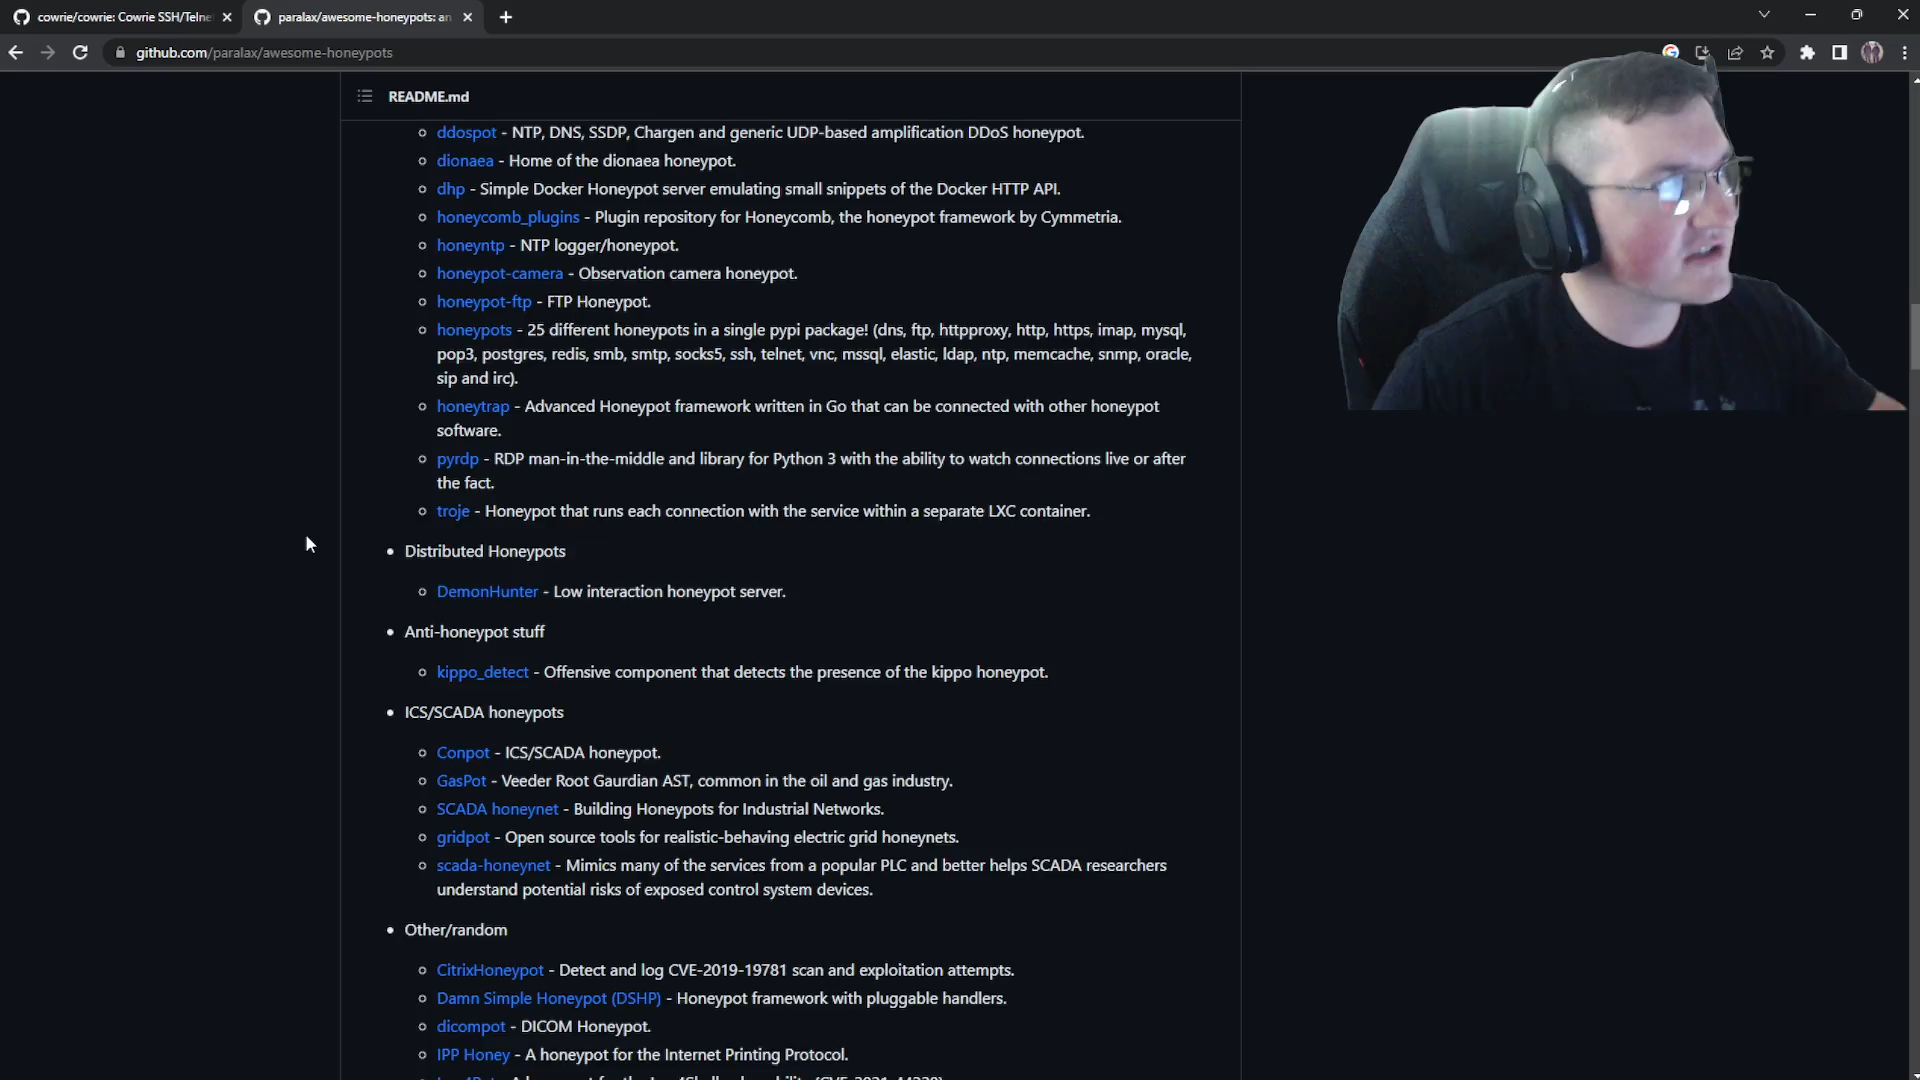 cowrie/cowrie: Cowrie SSH/Telne
paralax/awesome-honeypots: an
github.com/paralax/awesome-honeypots
README.md
ddospot - NTP, DNS, SSDP, Chargen and generic UDP-based amplification DDoS honeypot.
dionaea - Home of the dionaea honeypot.
dhp - Simple Docker Honeypot server emulating small snippets of the Docker HTTP API.
honeycomb_plugins - Plugin repository for Honeycomb, the honeypot framework by Cymmetria.
honeyntp - NTP logger/honeypot.
honeypot-camera - Observation camera honeypot.
honeypot-ftp - FTP Honeypot.
honeypots - 25 different honeypots in a single pypi package! (dns, ftp, httpproxy, http, https, imap, mysql,
pop3, postgres, redis, smb, smtp, socks5, ssh, telnet, vnc, mssql, elastic, ldap, ntp, memcache, snmp, oracle,
sip and irc).
honeytrap - Advanced Honeypot framework written in Go that can be connected with other honeypot
software.
pyrdp - RDP man-in-the-middle and library for Python 3 with the ability to watch connections live or after
the fact.
troje - Honeypot that runs each connection with the service within a separate LXC container.
Distributed Honeypots
DemonHunter - Low interaction honeypot server.
Anti-honeypot stuff
kippo_detect - Offensive component that detects the presence of the kippo honeypot.
ICS/SCADA honeypots
Conpot - ICS/SCADA honeypot.
GasPot - Veeder Root Gaurdian AST, common in the oil and gas industry.
SCADA honeynet - Building Honeypots for Industrial Networks.
gridpot - Open source tools for realistic-behaving electric grid honeynets.
scada-honeynet - Mimics many of the services from a popular PLC and better helps SCADA researchers
understand potential risks of exposed control system devices.
Other/random
CitrixHoneypot - Detect and log CVE-2019-19781 scan and exploitation attempts.
Damn Simple Honeypot (DSHP) - Honeypot framework with pluggable handlers.
dicompot - DICOM Honeypot.
IPP Honey - A honeypot for the Internet Printing Protocol.